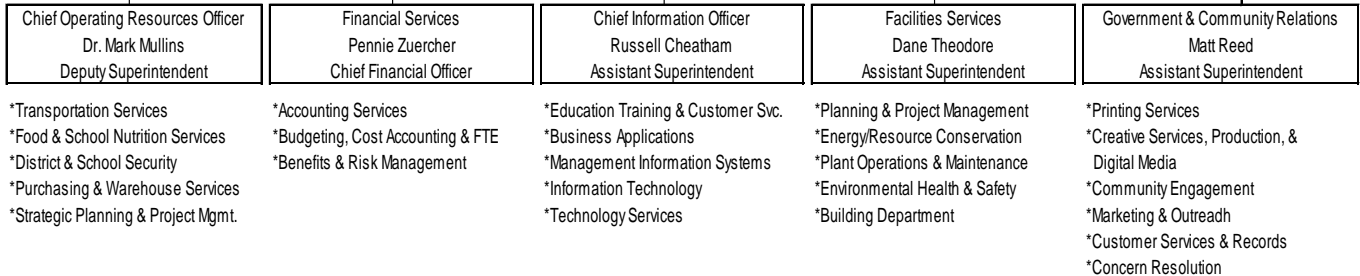 Chief Operating Resources Officer
Dr. Mark Mullins
Deputy Superintendent
*Transportation Services
*Food & School Nutrition Services
*District & School Security
*Purchasing & Warehouse Services
*Strategic Planning & Project Mgmt.
Financial Services
Pennie Zuercher
Chief Financial Officer
*Accounting Services
*Budgeting, Cost Accounting & FTE
*Benefits & Risk Management
Chief Information Officer
Russell Cheatham
Assistant Superintendent
*Education Training & Customer Svc.
*Business Applications
*Management Information Systems
*Information Technology
*Technology Services
Facilities Services
Dane Theodore
Assistant Superintendent
*Planning & Project Management
*Energy/Resource Conservation
*Plant Operations & Maintenance
*Environmental Health & Safety
*Building Department
Government & Community Relations
Matt Reed
Assistant Superintendent
*Printing Services
*Creative Services, Production, &
Digital Media
*Community Engagement
*Marketing & Outreadh
*Customer Services & Records
*Concern Resolution